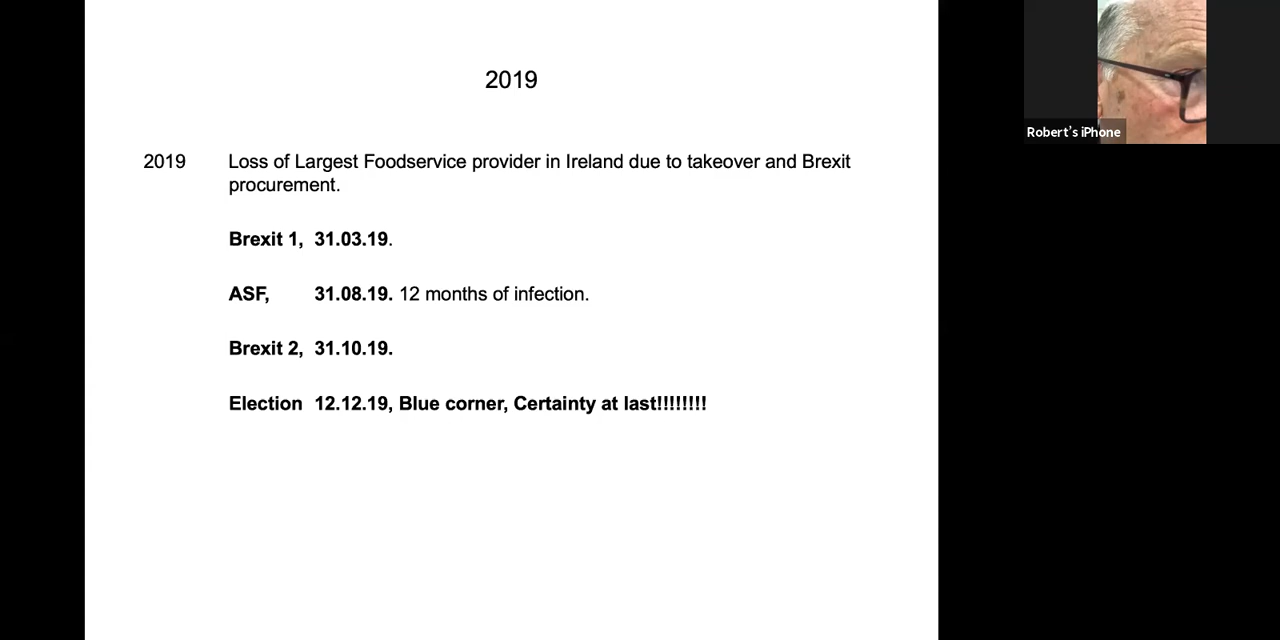 2019
2019 Loss of Largest Foodservice provider in Ireland due to takeover and Brexit
procurement.
Brexit 1, 31.03.19.
ASF, 31.08.19. 12 months of infection.
Brexit 2, 31.10.19.
Election 12.12.19, Blue corner, Certainty at last!!!!!!!!
Robert's iPhone